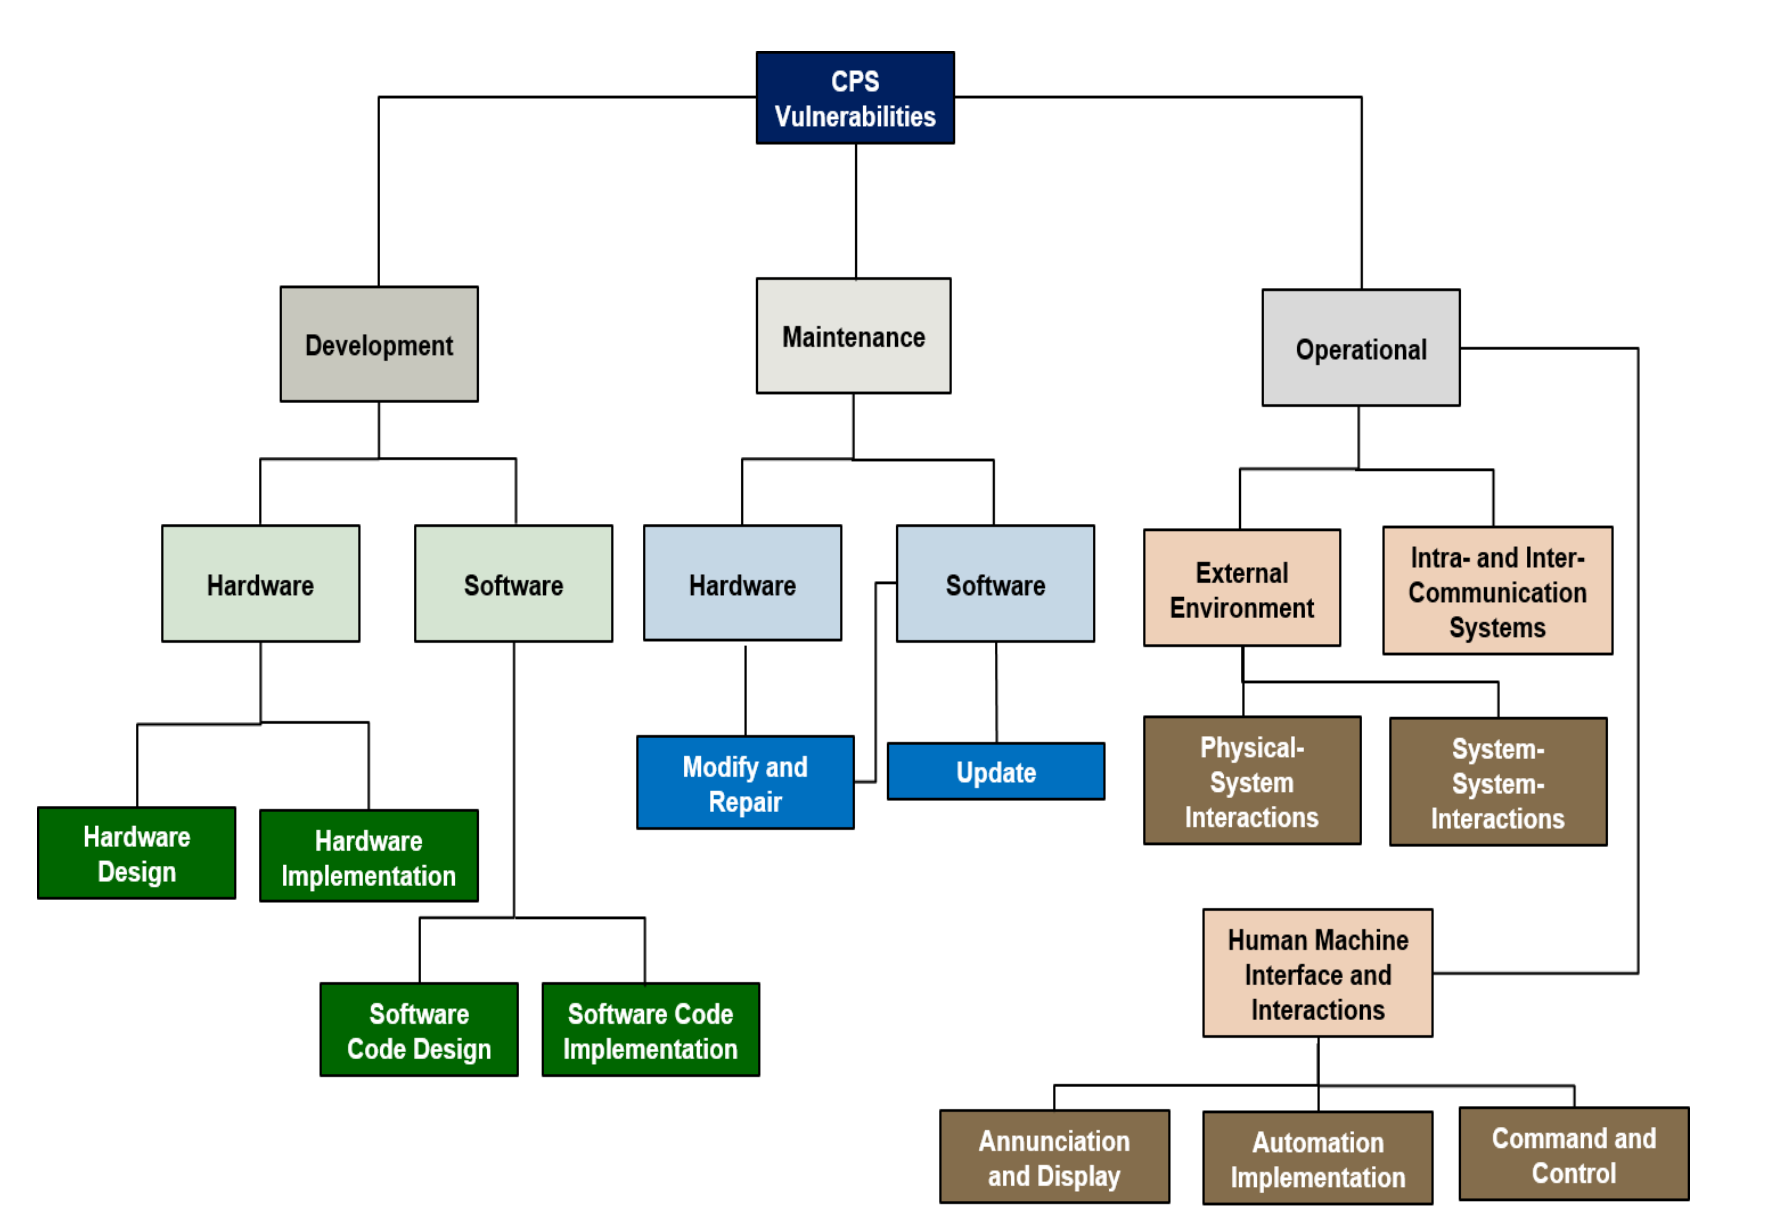 CPS
Vulnerabilities
Development
Maintenance
Operational
Hardware
Software
Hardware
Software
External
Environment
Intra- and Inter-
Communication
Systems
Modify and
Repair
Update
Physical-
System
Interactions
System-
System-
Interactions
Hardware
Design
Hardware
Implementation
Software
Code Design
Software Code
Implementation
Human Machine
Interface and
Interactions
Annunciation
and Display
Automation
Implementation
Command and
Control